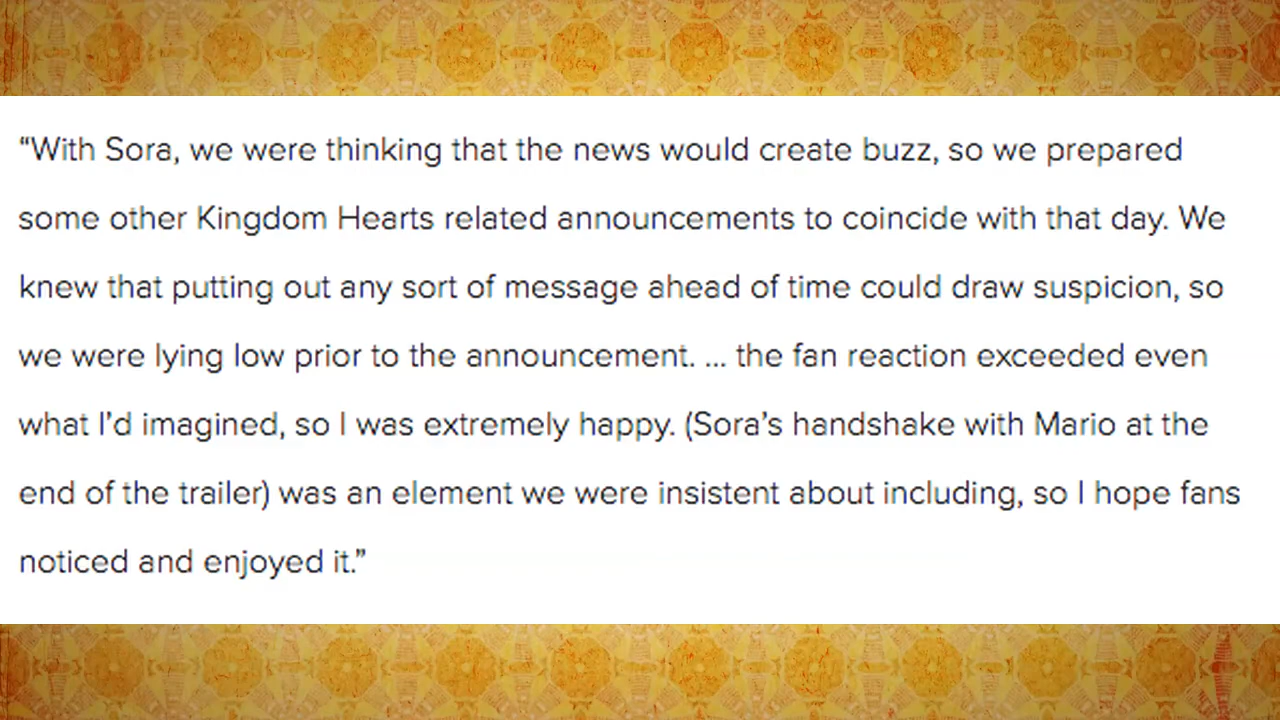 “With Sora, we were thinking that the news would create buzz, so we prepared
some other Kingdom Hearts related announcements to coincide with that day. We
knew that putting out any sort of message ahead of time could draw suspicion, so
we were lying low prior to the announcement. ... the fan reaction exceeded even
what I’d imagined, so I was extremely happy. (Sora’s handshake with Mario at the
end of the trailer) was an element we were insistent about including, so I hope fans
noticed and enjoyed it.”